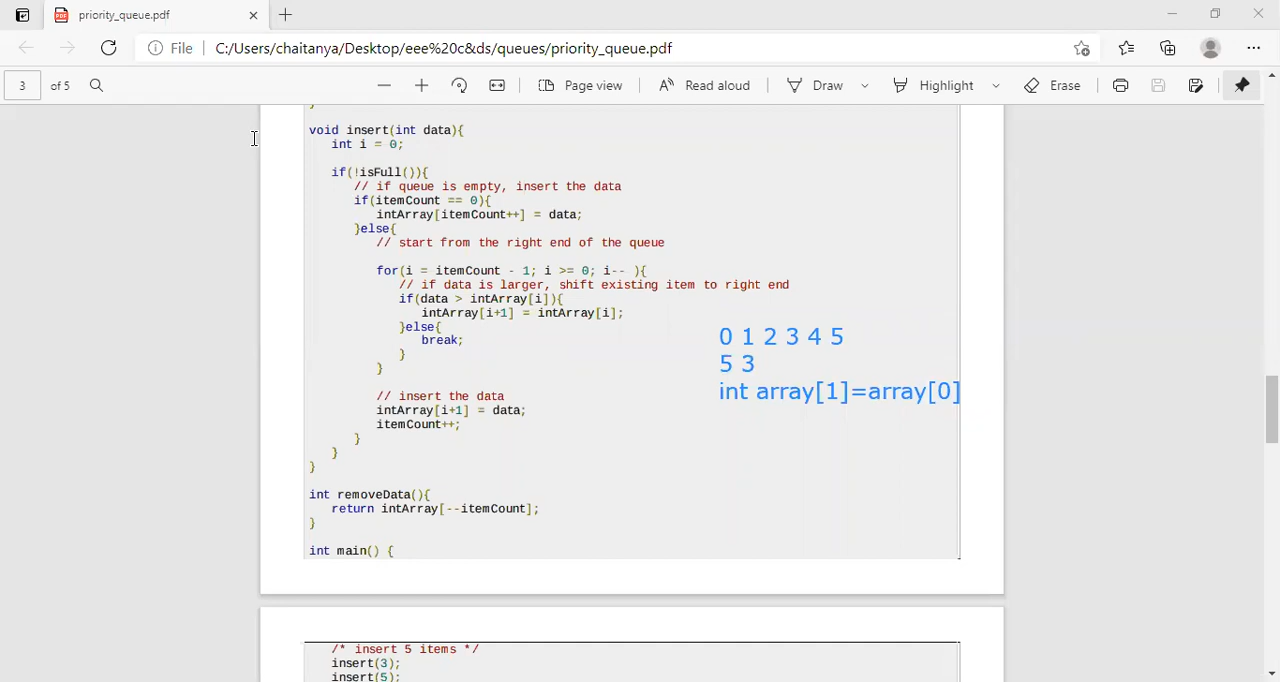 priority_queue.pdf
File C:/Users/chaitanya/Desktop/eee%20c&ds/queues/priority_queue.pdf
3 of 5 Page view Read aloud Draw Highlight Erase
}
void insert(int data){
int i = 0;
if(!isFull()){
// if queue is empty, insert the data
if(itemCount == 0){
intArray[itemCount++] = data;
}else{
// start from the right end of the queue
for(i = itemCount - 1; i >= 0; i-- ){
// if data is larger, shift existing item to right end
if(data > intArray[i]){
intArray[i+1] = intArray[i];
}else{
break;
}
}
// insert the data
intArray[i+1] = data;
itemCount++;
}
}
}
0 1 2 3 4 5
5 3
int array[1]=array[0]
int removeData(){
return intArray[--itemCount];
}
int main() {
/* insert 5 items */
insert(3);
insert(5);